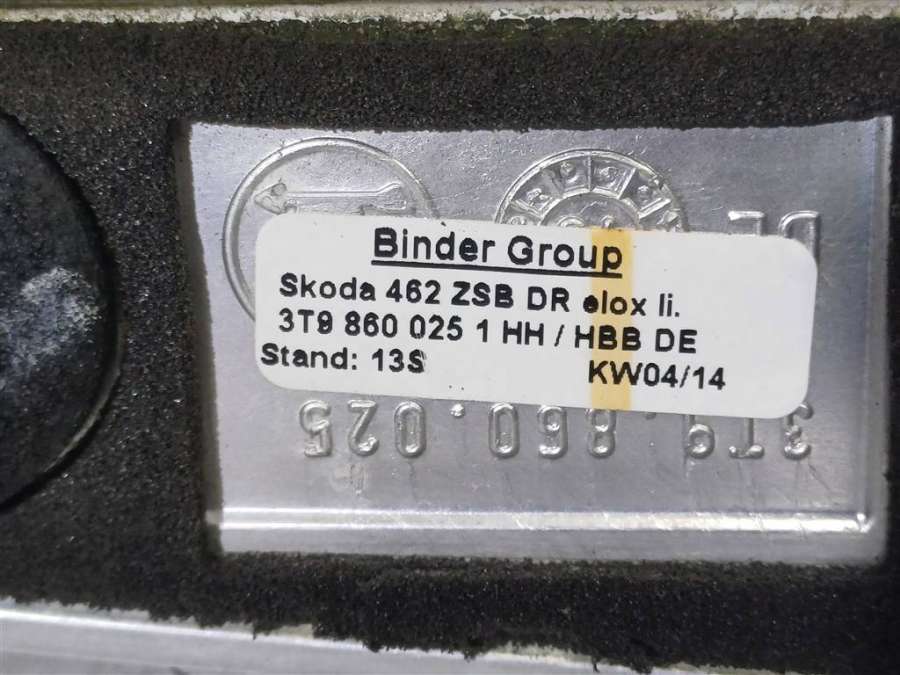 Binder Group
Skoda 462 ZSB DR elox li.
3T9 860 025 1 HH / HBB DE
Stand: 13S KW04/14
3T9.860.025